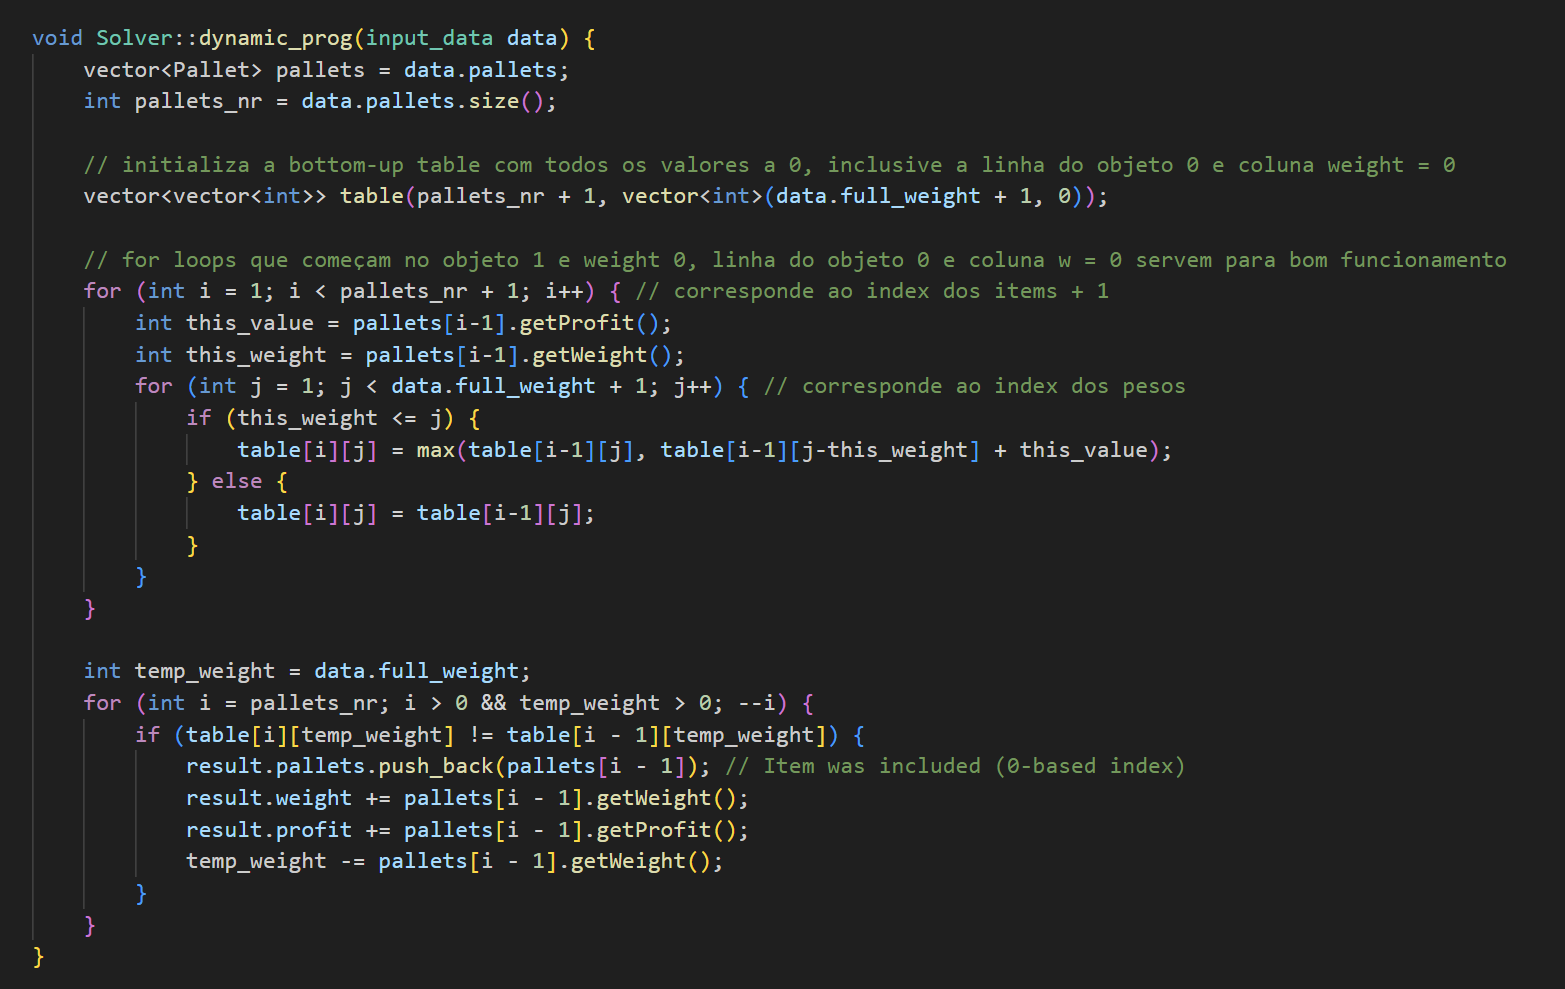 void Solver::dynamic_prog(input_data data) {
    vector<Pallet> pallets = data.pallets;
    int pallets_nr = data.pallets.size();

    // initializa a bottom-up table com todos os valores a 0, inclusive a linha do objeto 0 e coluna weight = 0
    vector<vector<int>> table(pallets_nr + 1, vector<int>(data.full_weight + 1, 0));

    // for loops que começam no objeto 1 e weight 0, linha do objeto 0 e coluna w = 0 servem para bom funcionamento
    for (int i = 1; i < pallets_nr + 1; i++) { // corresponde ao index dos items + 1
        int this_value = pallets[i-1].getProfit();
        int this_weight = pallets[i-1].getWeight();
        for (int j = 1; j < data.full_weight + 1; j++) { // corresponde ao index dos pesos
            if (this_weight <= j) {
                table[i][j] = max(table[i-1][j], table[i-1][j-this_weight] + this_value);
            } else {
                table[i][j] = table[i-1][j];
            }
        }
    }

    int temp_weight = data.full_weight;
    for (int i = pallets_nr; i > 0 && temp_weight > 0; --i) {
        if (table[i][temp_weight] != table[i - 1][temp_weight]) {
            result.pallets.push_back(pallets[i - 1]); // Item was included (0-based index)
            result.weight += pallets[i - 1].getWeight();
            result.profit += pallets[i - 1].getProfit();
            temp_weight -= pallets[i - 1].getWeight();
        }
    }
}